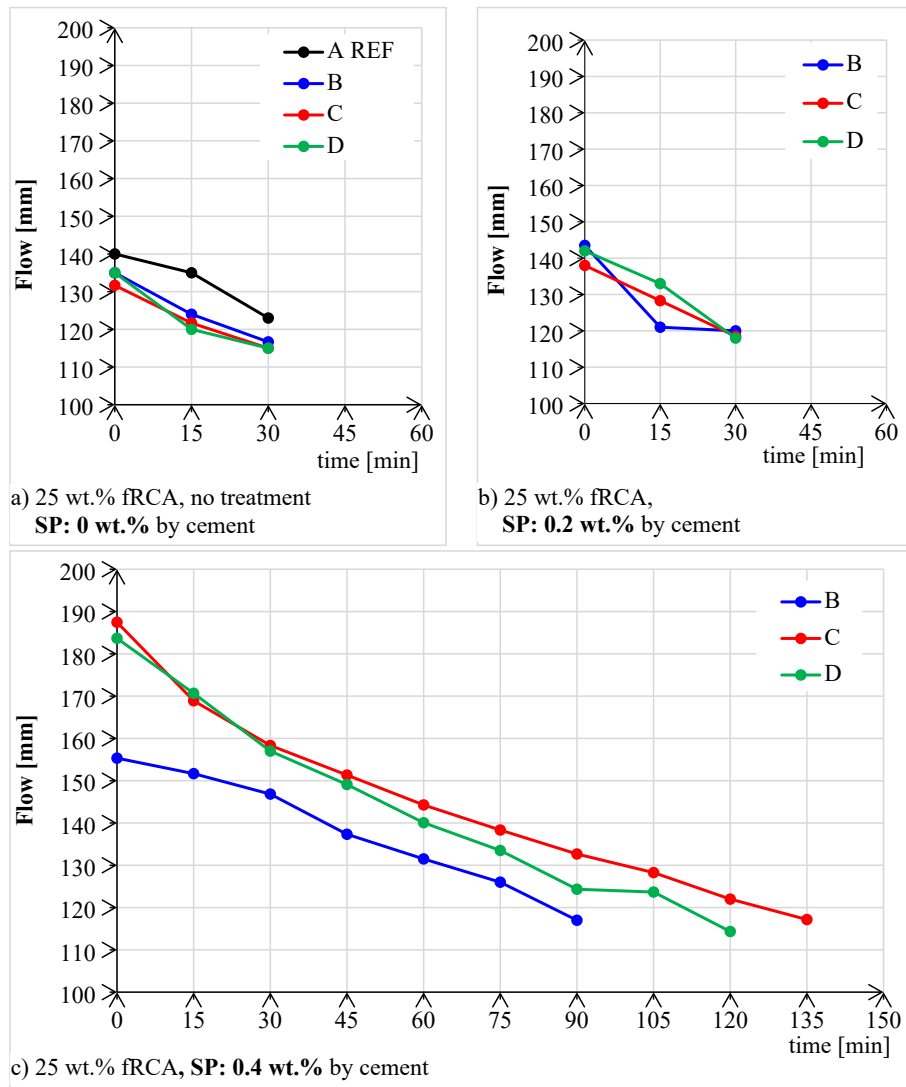 200
190
180
170
160
150
140
130
120
110
100
Flow [mm]
A REF
B
C
D
0
15
30
45
60
time [min]
a) 25 wt.% fRCA, no treatment
SP: 0 wt.% by cement
200
190
180
170
160
150
140
130
120
110
100
Flow [mm]
B
C
D
0
15
30
45
60
time [min]
b) 25 wt.% fRCA,
SP: 0.2 wt.% by cement
200
190
180
170
160
150
140
130
120
110
100
Flow [mm]
B
C
D
0
15
30
45
60
75
90
105
120
135
150
time [min]
c) 25 wt.% fRCA, SP: 0.4 wt.% by cement